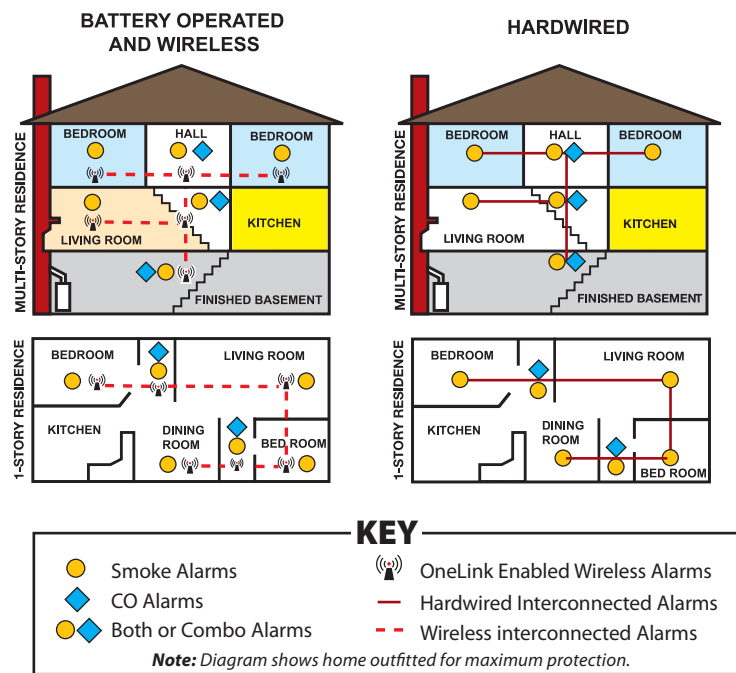 BATTERY OPERATED
AND WIRELESS
MULTI-STORY RESIDENCE
BEDROOM
HALL
BEDROOM
LIVING ROOM
KITCHEN
FINISHED BASEMENT
1-STORY RESIDENCE
BEDROOM
LIVING ROOM
KITCHEN
DINING
ROOM
BED ROOM
HARDWIRED
MULTI-STORY RESIDENCE
BEDROOM
HALL
BEDROOM
LIVING ROOM
KITCHEN
FINISHED BASEMENT
1-STORY RESIDENCE
BEDROOM
LIVING ROOM
KITCHEN
DINING
ROOM
BED ROOM
KEY
Smoke Alarms
CO Alarms
Both or Combo Alarms
OneLink Enabled Wireless Alarms
Hardwired Interconnected Alarms
Wireless interconnected Alarms
Note: Diagram shows home outfitted for maximum protection.